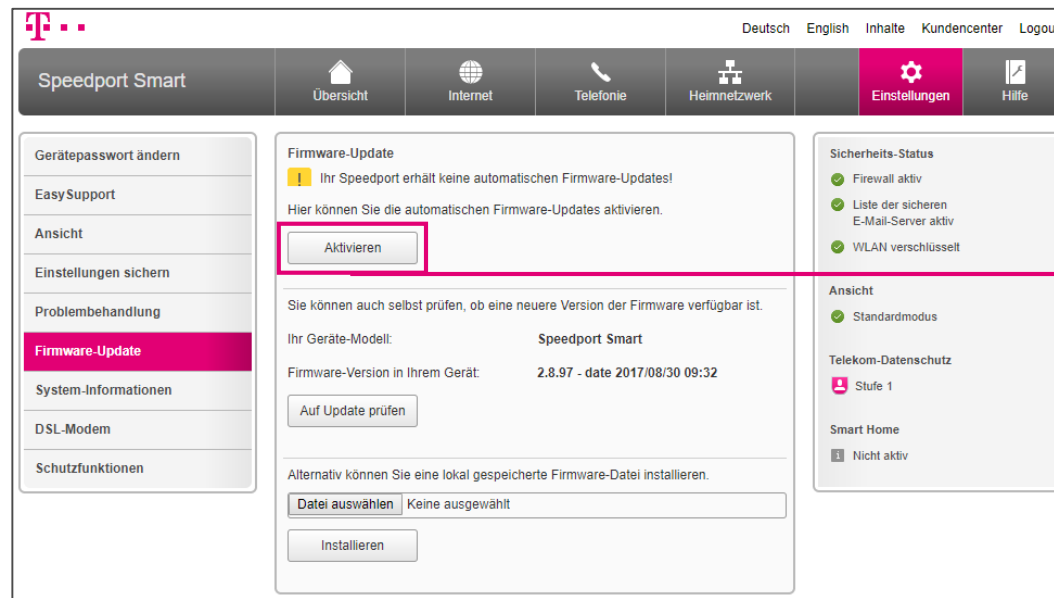 Deutsch English Inhalte Kundencenter Logou
Speedport Smart
Übersicht Internet Telefonie Heimnetzwerk Einstellungen Hilfe
Gerätepasswort ändern
EasySupport
Ansicht
Einstellungen sichern
Problembehandlung
Firmware-Update
System-Informationen
DSL-Modem
Schutzfunktionen
Firmware-Update
! Ihr Speedport erhält keine automatischen Firmware-Updates!
Hier können Sie die automatischen Firmware-Updates aktivieren.
Aktivieren
Sie können auch selbst prüfen, ob eine neuere Version der Firmware verfügbar ist.
Ihr Geräte-Modell: Speedport Smart
Firmware-Version in Ihrem Gerät: 2.8.97 - date 2017/08/30 09:32
Auf Update prüfen
Alternativ können Sie eine lokal gespeicherte Firmware-Datei installieren.
Datei auswählen Keine ausgewählt
Installieren
Sicherheits-Status
Firewall aktiv
Liste der sicheren
E-Mail-Server aktiv
WLAN verschlüsselt
Ansicht
Standardmodus
Telekom-Datenschutz
Stufe 1
Smart Home
Nicht aktiv